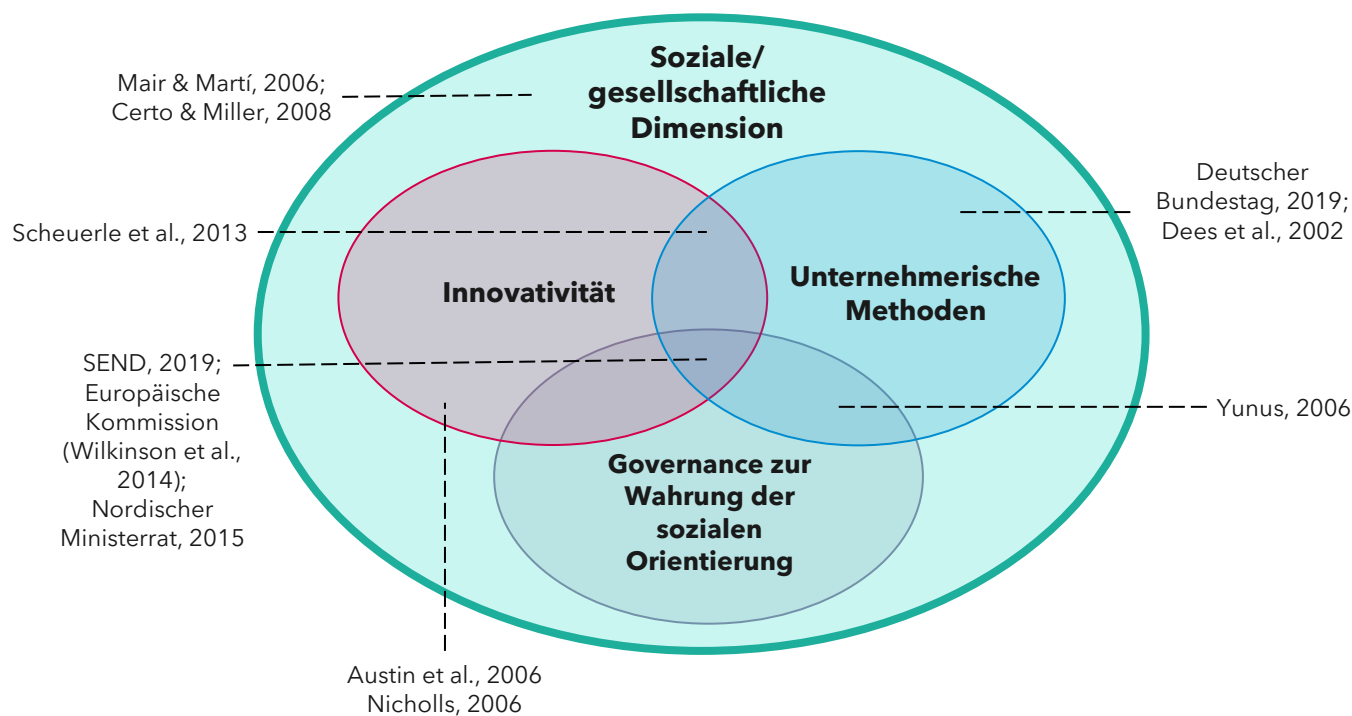 Soziale/
gesellschaftliche
Dimension
Mair & Martí, 2006;
Certo & Miller, 2008
Deutscher
Bundestag, 2019;
Dees et al., 2002
Scheuerle et al., 2013
Innovativität
Unternehmerische
Methoden
SEND, 2019;
Europäische
Kommission
(Wilkinson et al.,
2014);
Nordischer
Ministerrat, 2015
Yunus, 2006
Governance zur
Wahrung der
sozialen
Orientierung
Austin et al., 2006
Nicholls, 2006